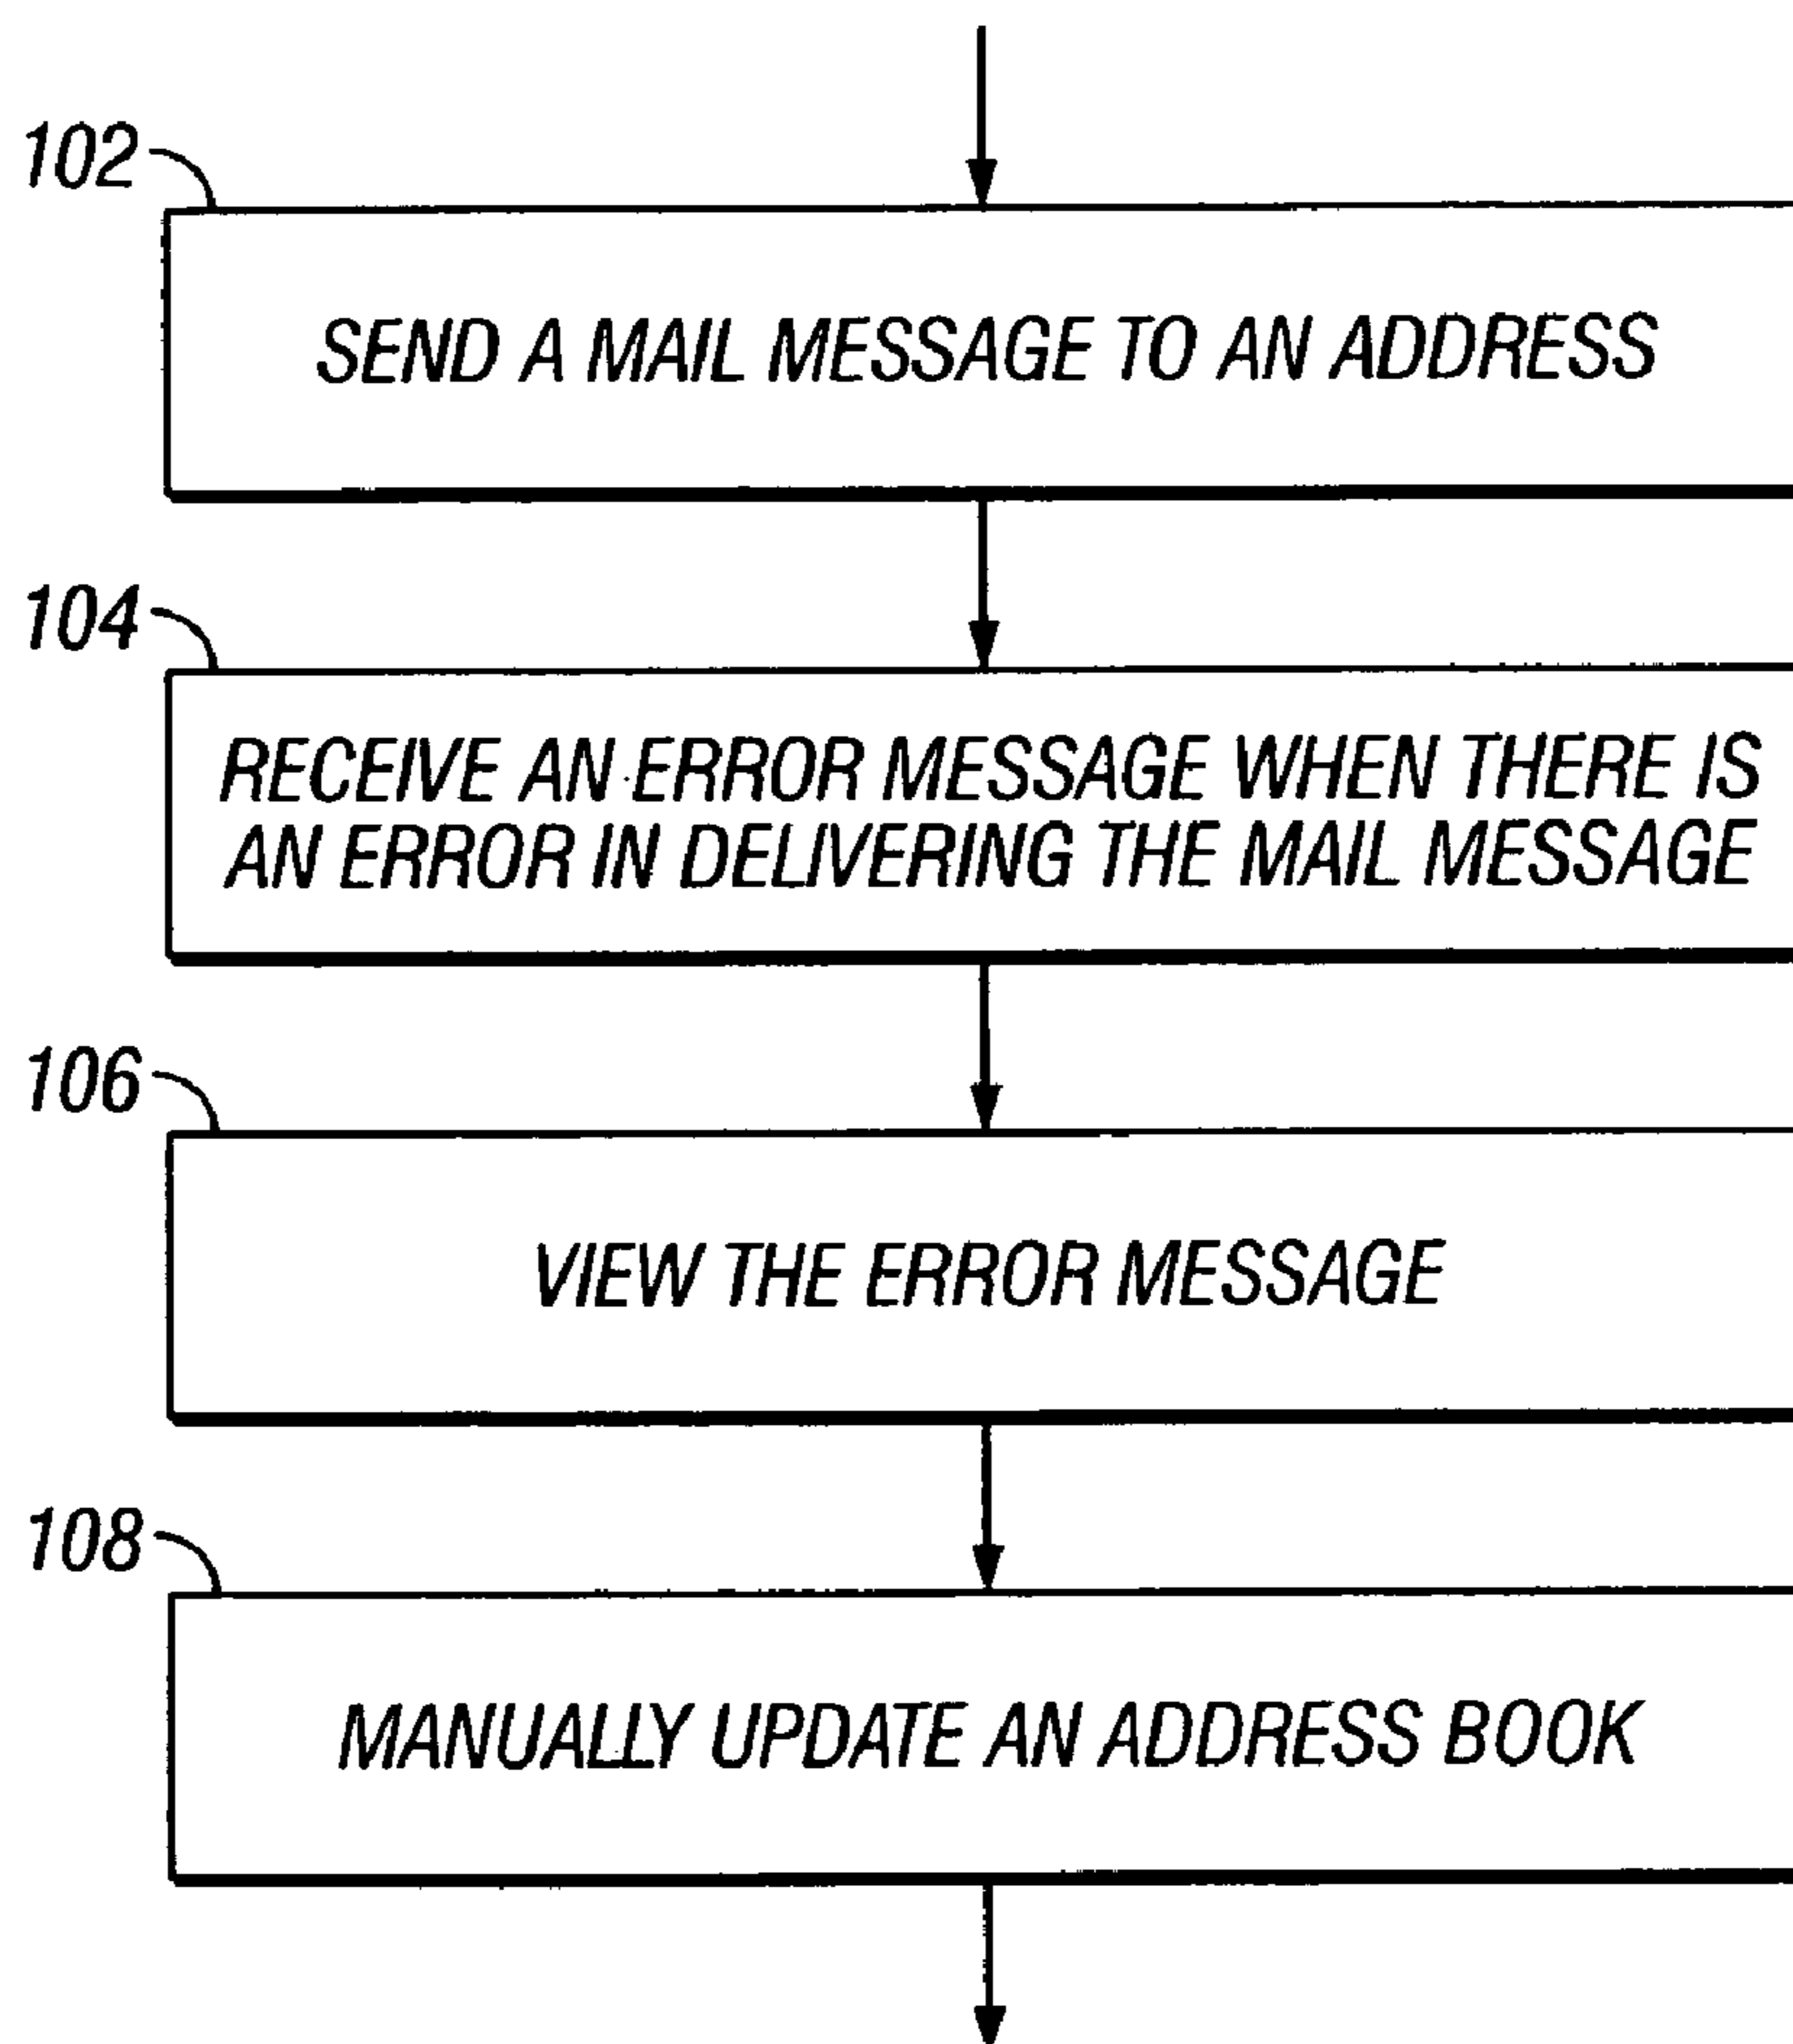 102
SEND A MAIL MESSAGE TO AN ADDRESS
104
RECEIVE AN ERROR MESSAGE WHEN THERE IS
AN ERROR IN DELIVERING THE MAIL MESSAGE
106
VIEW THE ERROR MESSAGE
108
MANUALLY UPDATE AN ADDRESS BOOK